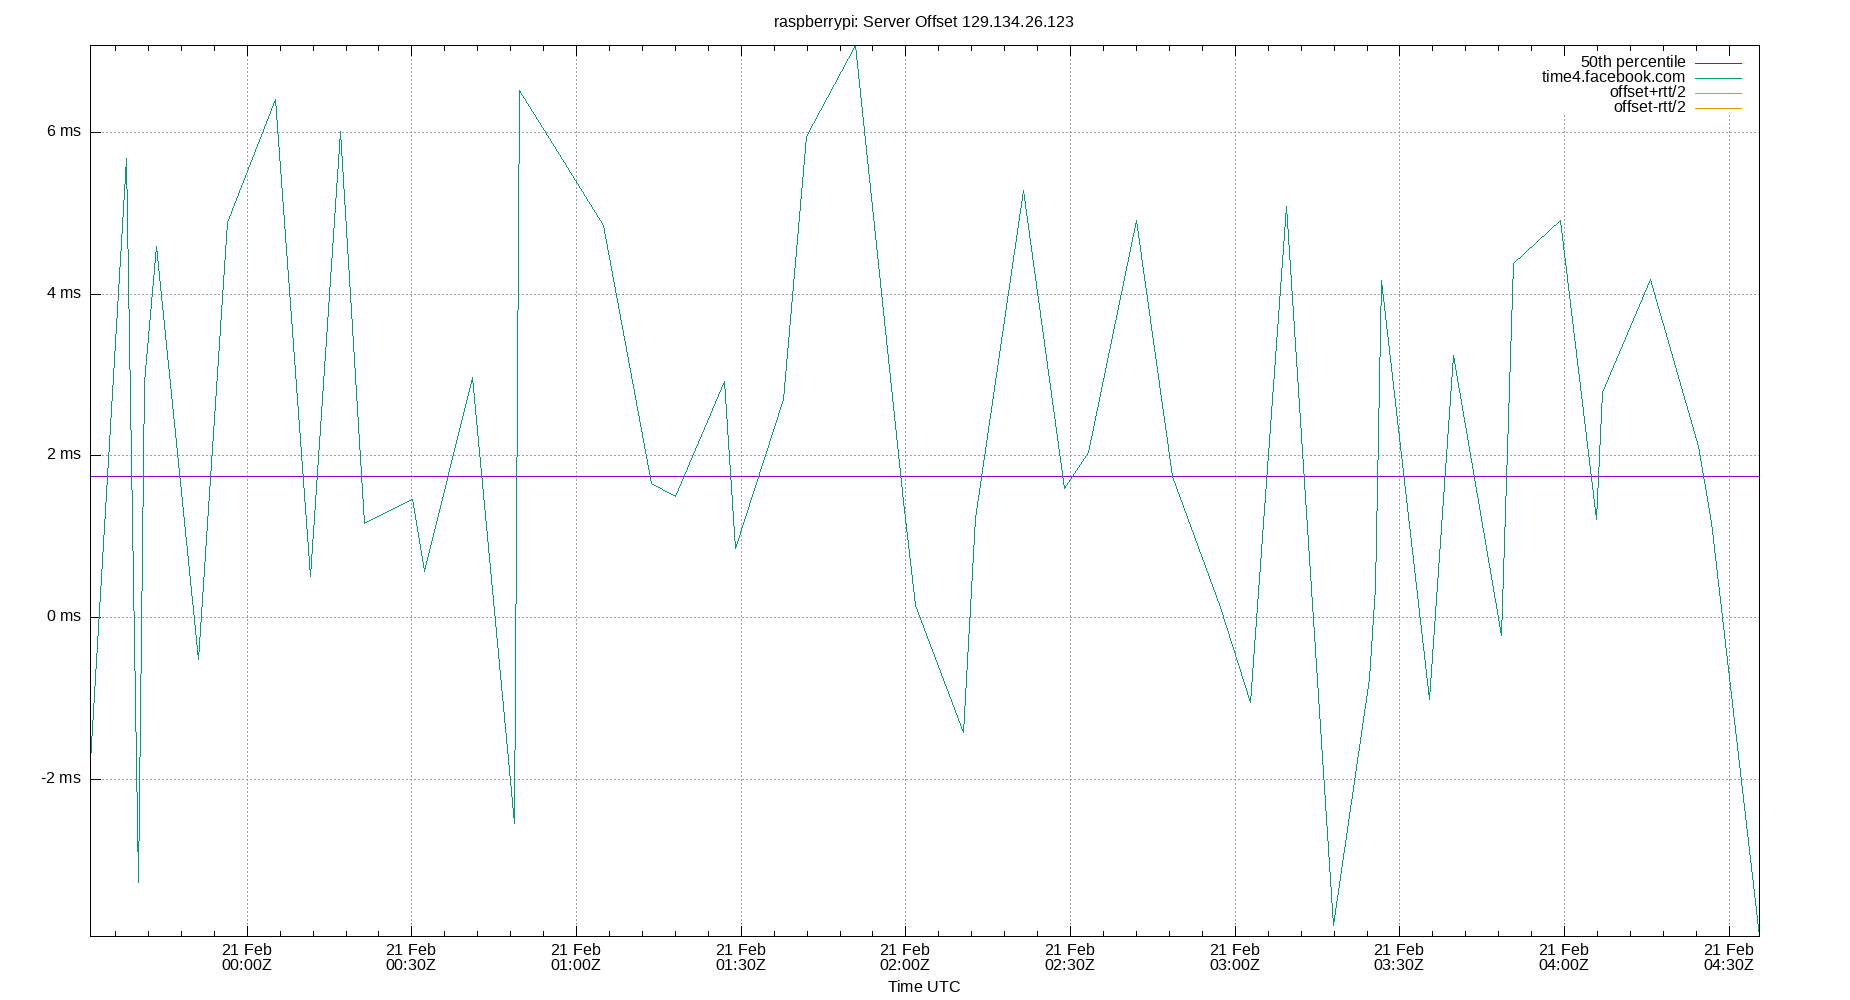 raspberrypi: Server Offset 129.134.26.123
50th percentile
time4.facebook.com
offset+rtt/2
offset-rtt/2
6 ms
4 ms
2 ms
0 ms
-2 ms
21 Feb 21 Feb 21 Feb 21 Feb 21 Feb 21 Feb 21 Feb 21 Feb 21 Feb 21 Feb
00:00Z 00:30Z 01:00Z 01:30Z 02:00Z 02:30Z 03:00Z 03:30Z 04:00Z 04:30Z
Time UTC